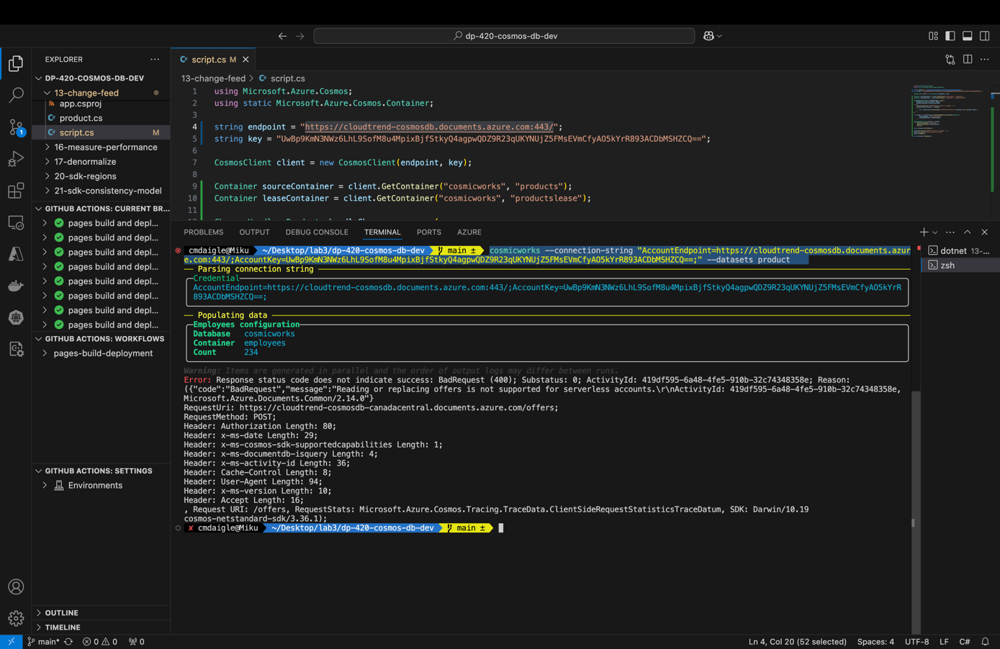 dp-420-cosmos-db-dev
EXPLORER
script.cs M
DP-420-COSMOS-DB-DEV
13-change-feed
app.csproj
product.cs
script.cs M
16-measure-performance
17-denormalize
20-sdk-regions
21-sdk-consistency-model
GITHUB ACTIONS: CURRENT BR...
pages build and depl...
pages build and depl...
pages build and depl...
pages build and depl...
pages build and depl...
pages build and depl...
pages build and depl...
pages build and depl...
GITHUB ACTIONS: WORKFLOWS
pages-build-deployment
GITHUB ACTIONS: SETTINGS
Environments
OUTLINE
TIMELINE
1
13-change-feed > script.cs
1 using Microsoft.Azure.Cosmos;
2 using static Microsoft.Azure.Cosmos.Container;
3
4 string endpoint = "https://cloudtrend-cosmosdb.documents.azure.com:443/";
5 string key = "UwBp9KmN3NWz6LhL9SofM8u4MpixBjfStkyQ4agpwQDZ9R23qUKYNUjZ5FMsEVmCfyAO5kYrR893ACDbMSHZCQ==";
6
7 CosmosClient client = new CosmosClient(endpoint, key);
8
9 Container sourceContainer = client.GetContainer("cosmicworks", "products");
10 Container leaseContainer = client.GetContainer("cosmicworks", "productslease");
11
PROBLEMS OUTPUT DEBUG CONSOLE TERMINAL PORTS AZURE
cmdaigle@Miku ~/Desktop/lab3/dp-420-cosmos-db-dev main ± cosmicworks --connection-string "AccountEndpoint=https://cloudtrend-cosmosdb.documents.azur
e.com:443/;AccountKey=UwBp9KmN3NWz6LhL9SofM8u4MpixBjfStkyQ4agpwQDZ9R23qUKYNUjZ5FMsEVmCfyAO5kYrR893ACDbMSHZCQ==;" --datasets product
Parsing connection string
Credential
AccountEndpoint=https://cloudtrend-cosmosdb.documents.azure.com:443/;AccountKey=UwBp9KmN3NWz6LhL9SofM8u4MpixBjfStkyQ4agpwQDZ9R23qUKYNUjZ5FMsEVmCfyAO5kYrR
893ACDbMSHZCQ==;
Populating data
Employees configuration
Database cosmicworks
Container employees
Count 234
Warning: Items are generated in parallel and the order of output logs may differ between runs.
Error: Response status code does not indicate success: BadRequest (400); Substatus: 0; ActivityId: 419df595-6a48-4fe5-910b-32c74348358e; Reason:
({"code":"BadRequest","message":"Reading or replacing offers is not supported for serverless accounts.\r\nActivityId: 419df595-6a48-4fe5-910b-32c74348358e,
Microsoft.Azure.Documents.Common/2.14.0"}
RequestUri: https://cloudtrend-cosmosdb-canadacentral.documents.azure.com/offers;
RequestMethod: POST;
Header: Authorization Length: 80;
Header: x-ms-date Length: 29;
Header: x-ms-cosmos-sdk-supportedcapabilities Length: 1;
Header: x-ms-documentdb-isquery Length: 4;
Header: x-ms-activity-id Length: 36;
Header: Cache-Control Length: 8;
Header: User-Agent Length: 94;
Header: x-ms-version Length: 10;
Header: Accept Length: 16;
, Request URI: /offers, RequestStats: Microsoft.Azure.Cosmos.Tracing.TraceData.ClientSideRequestStatisticsTraceDatum, SDK: Darwin/10.19
cosmos-netstandard-sdk/3.36.1);
✘ cmdaigle@Miku ~/Desktop/lab3/dp-420-cosmos-db-dev main ±
dotnet 13-...
zsh
main* 0 0 0
Ln 4, Col 20 (52 selected) Spaces: 4 UTF-8 LF C#